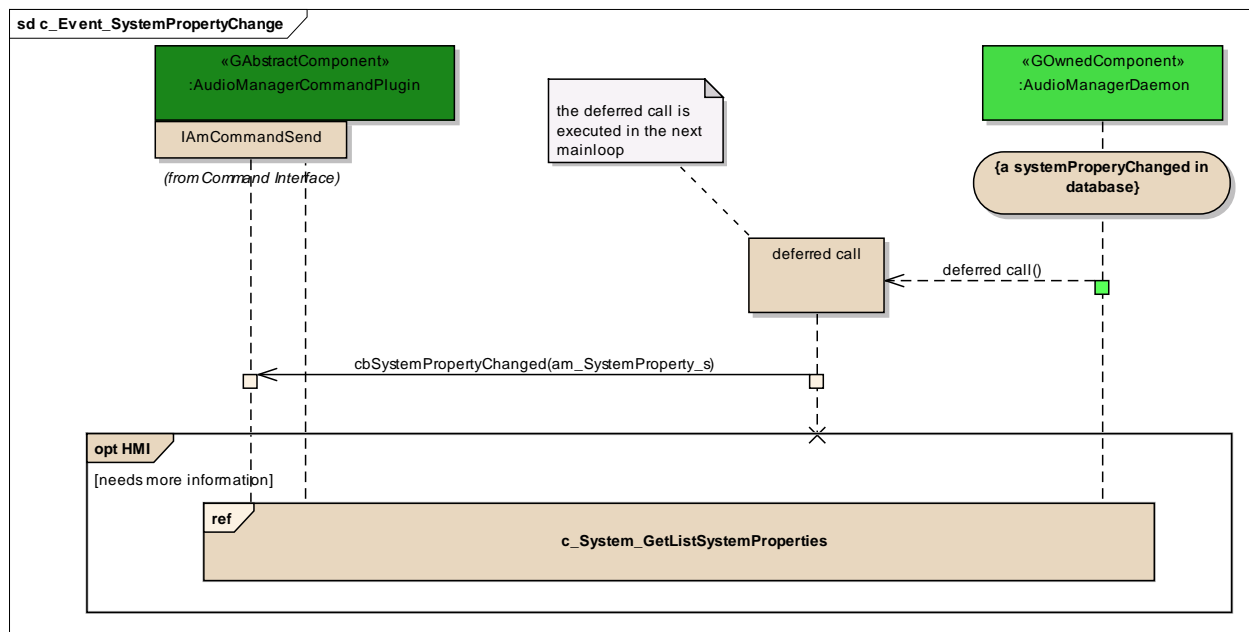 sd c_Event_SystemPropertyChange
«GAbstractComponent»
:AudioManagerCommandPlugin
IAmCommandSend
(from Command Interface)
the deferred call is
executed in the next
mainloop
«GOwnedComponent»
:AudioManagerDaemon
{a systemProperyChanged in
database}
deferred call
deferred call()
cbSystemPropertyChanged(am_SystemProperty_s)
opt HMI
[needs more information]
ref
c_System_GetListSystemProperties